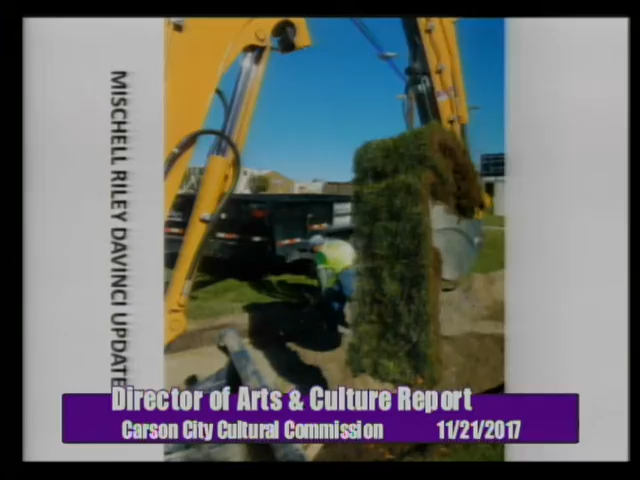 MISCHELL RILEY DAVINCI UPDATE
Director of Arts & Culture Report
Carson City Cultural Commission 11/21/2017